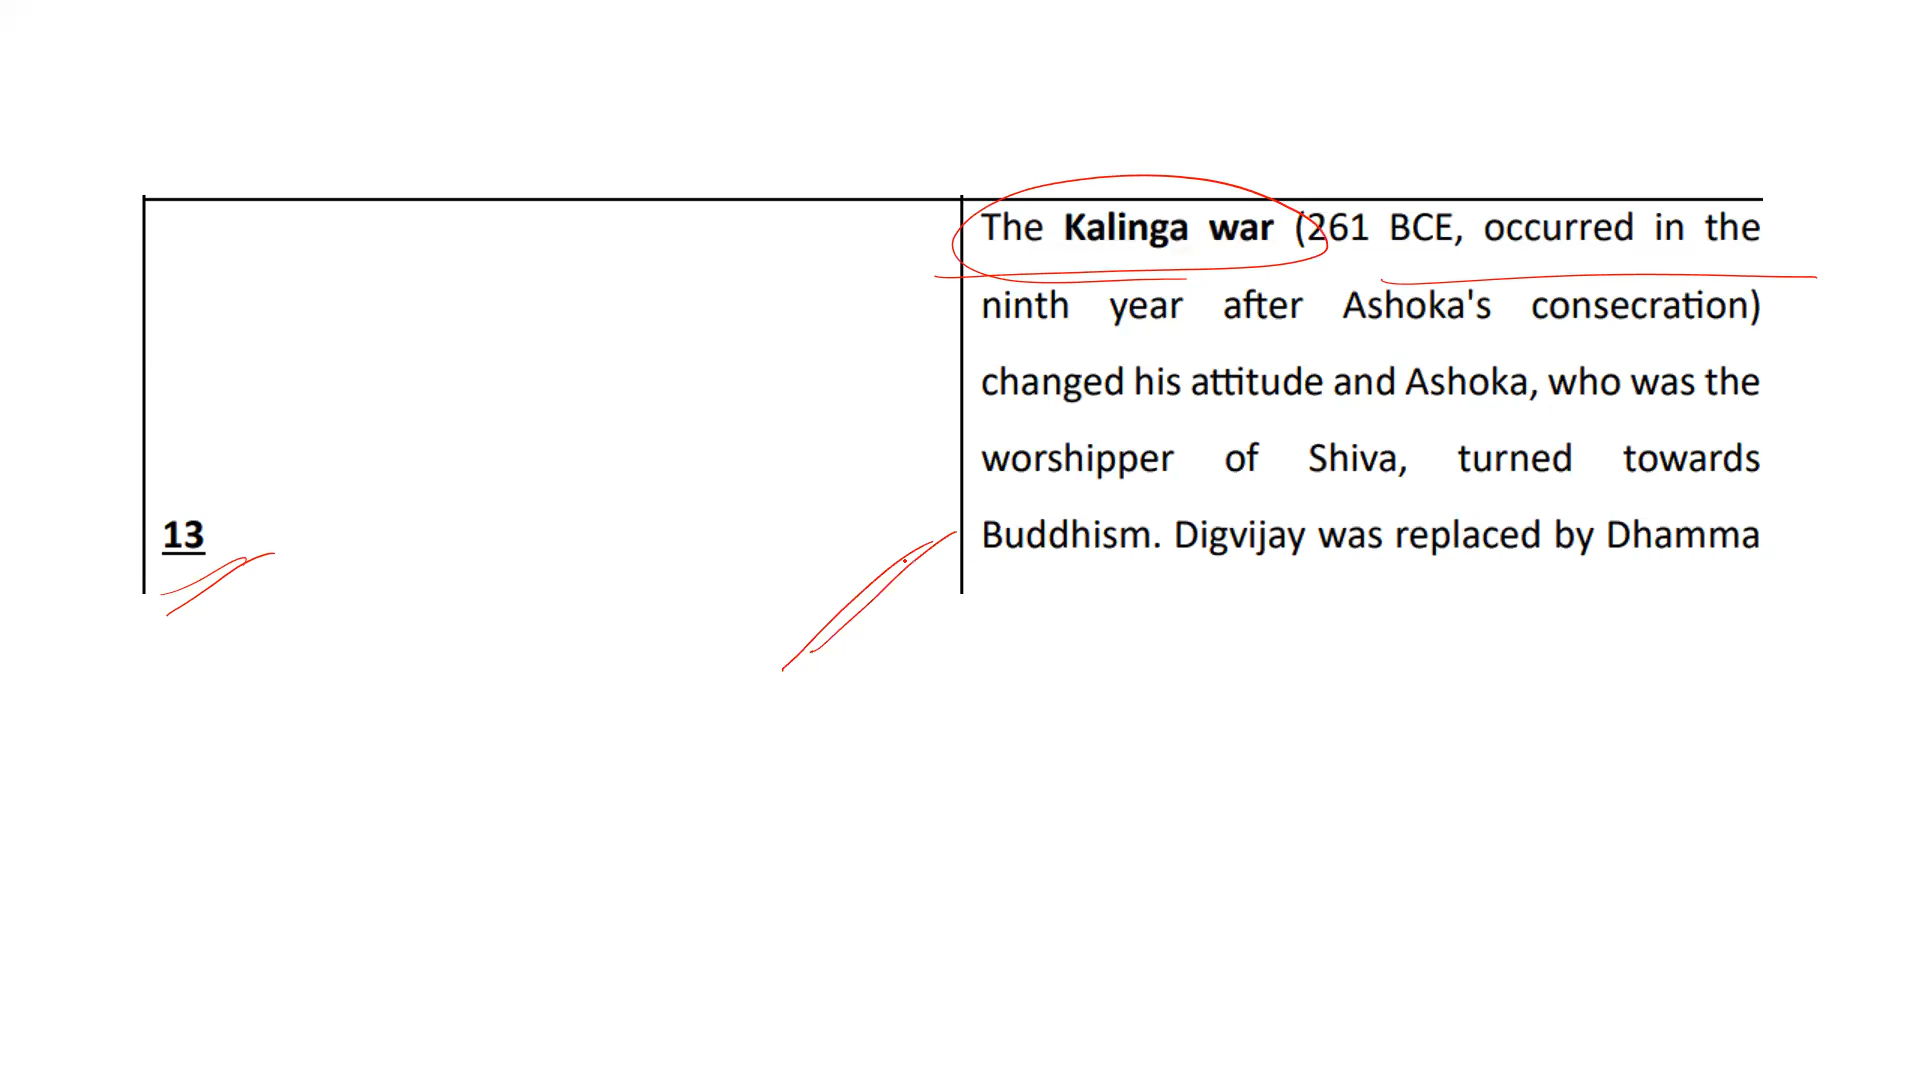 The Kalinga war (261 BCE, occurred in the
ninth year after Ashoka's consecration)
changed his attitude and Ashoka, who was the
worshipper of Shiva, turned towards
13
Buddhism. Digvijay was replaced by Dhamma